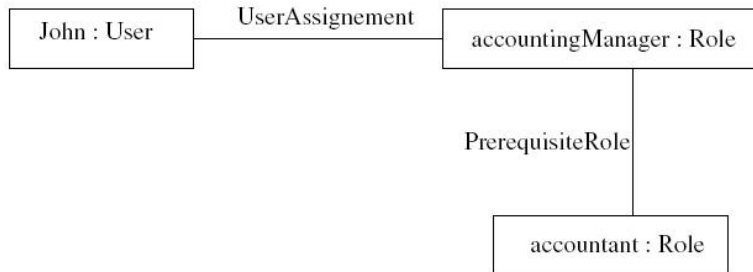 UserAssignement
John : User
accountingManager : Role
PrerequisiteRole
accountant : Role